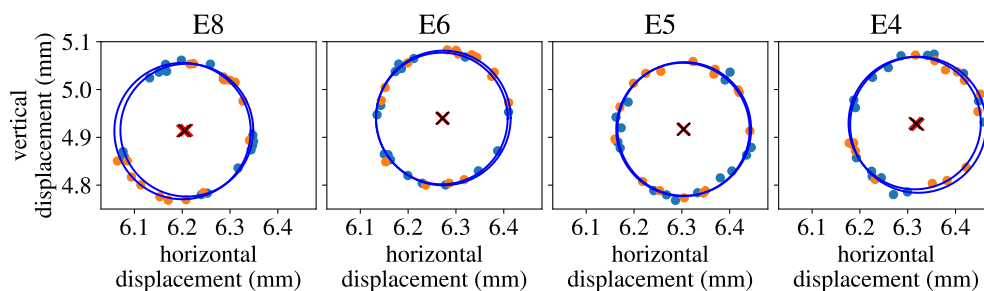 E8 E6 E5 E4
vertical
displacement (mm)
5.1
5.0
4.9
4.8
6.1 6.2 6.3 6.4 6.1 6.2 6.3 6.4 6.1 6.2 6.3 6.4 6.1 6.2 6.3 6.4
horizontal horizontal horizontal horizontal
displacement (mm) displacement (mm) displacement (mm) displacement (mm)